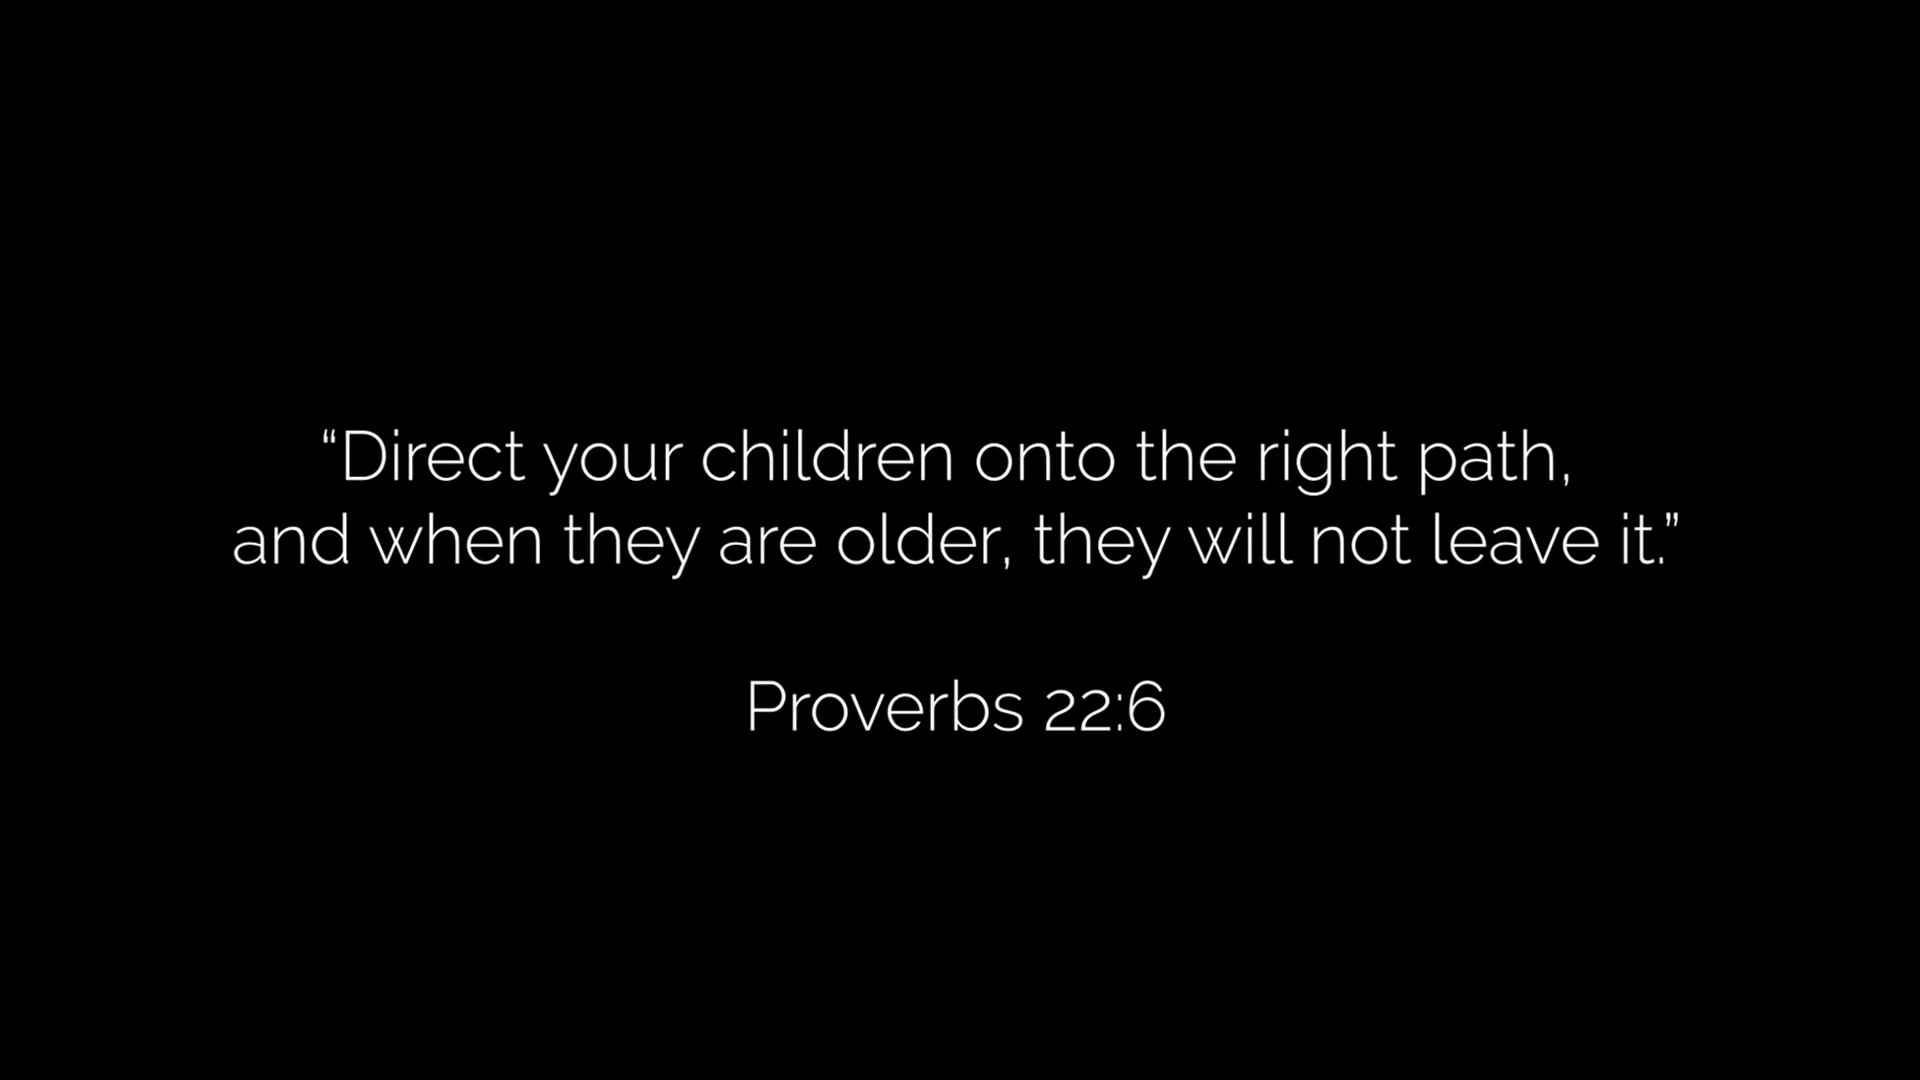 “Direct your children onto the right path,
and when they are older, they will not leave it.”
Proverbs 22:6